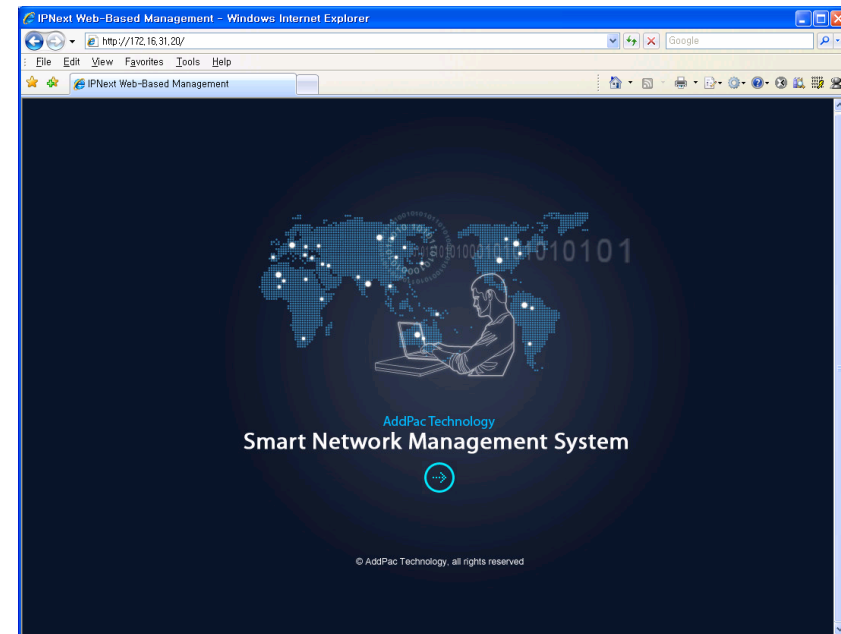 IPNext Web-Based Management - Windows Internet Explorer
http://172.16.31.20/
Google
File Edit View Favorites Tools Help
IPNext Web-Based Management
AddPac Technology
Smart Network Management System
© AddPac Technology, all rights reserved